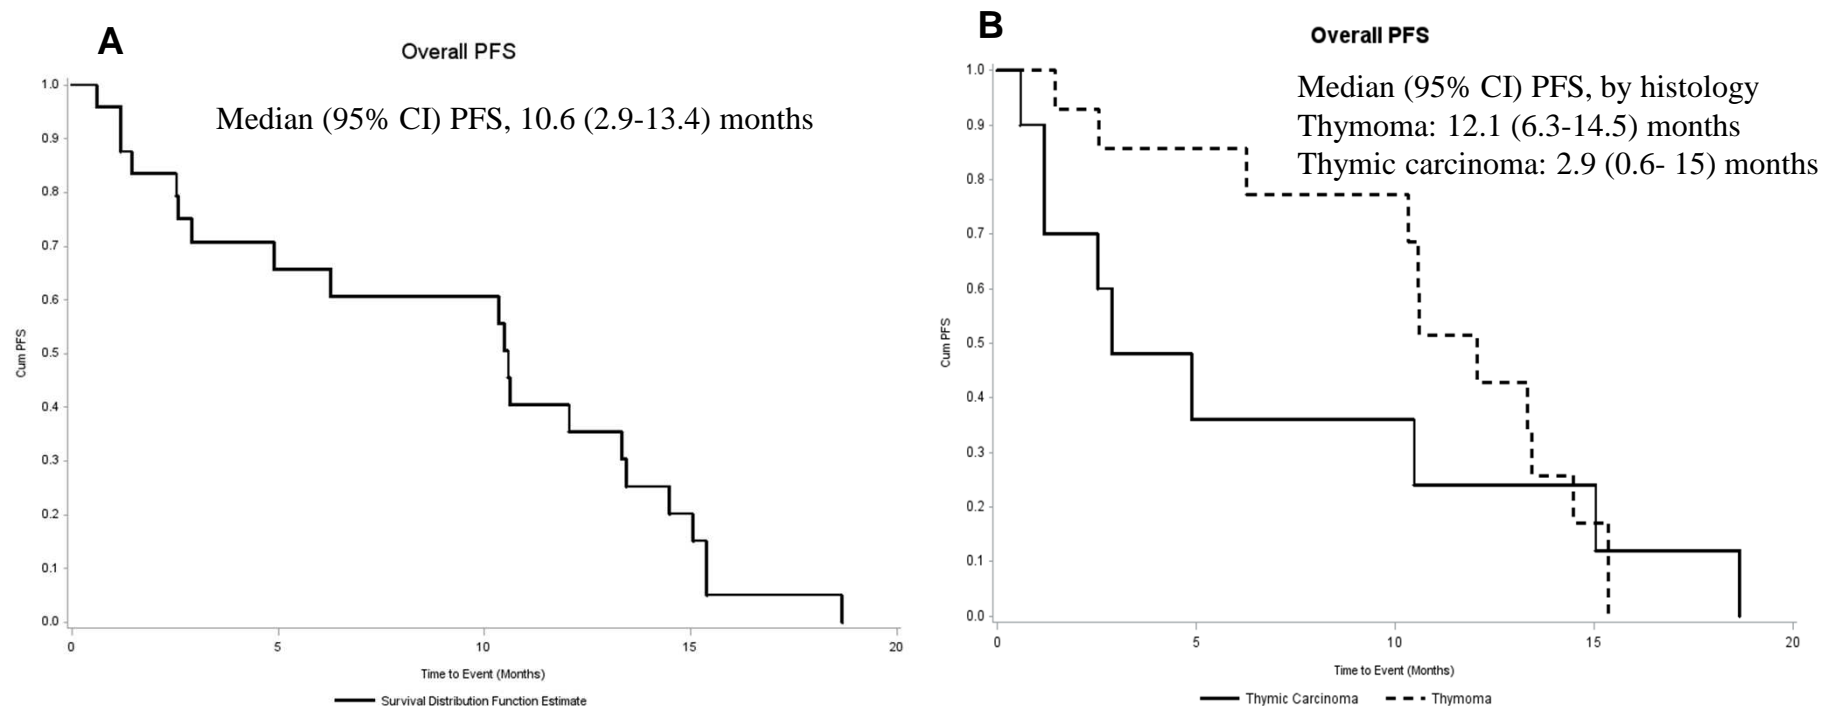 A
Overall PFS
Median (95% CI) PFS, 10.6 (2.9-13.4) months
1.0
0.9
0.8
0.7
0.6
0.5
0.4
0.3
0.2
0.1
0.0
Cum PFS
0 5 10 15 20
Time to Event (Months)
Survival Distribution Function Estimate
B
Overall PFS
Median (95% CI) PFS, by histology
Thymoma: 12.1 (6.3-14.5) months
Thymic carcinoma: 2.9 (0.6- 15) months
1.0
0.9
0.8
0.7
0.6
0.5
0.4
0.3
0.2
0.1
0.0
Cum PFS
0 5 10 15 20
Time to Event (Months)
Thymic Carcinoma Thymoma